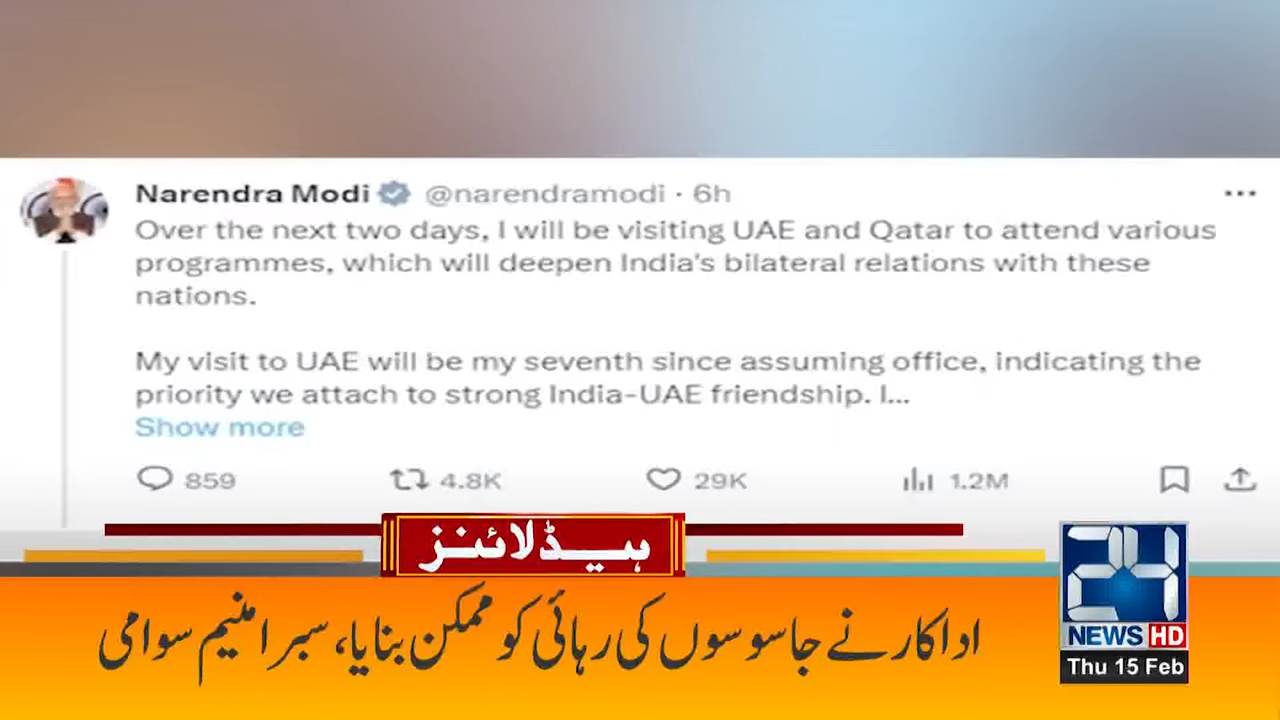 Narendra Modi @narendramodi · 6h
Over the next two days, I will be visiting UAE and Qatar to attend various
programmes, which will deepen India's bilateral relations with these
nations.
My visit to UAE will be my seventh since assuming office, indicating the
priority we attach to strong India-UAE friendship. I...
Show more
859 4.8K 29K 1.2M
ہیڈلائنز
اداکار نے جاسوسوں کی رہائی کو ممکن بنایا، سبرامنیم سوامی
24
NEWS HD
Thu 15 Feb